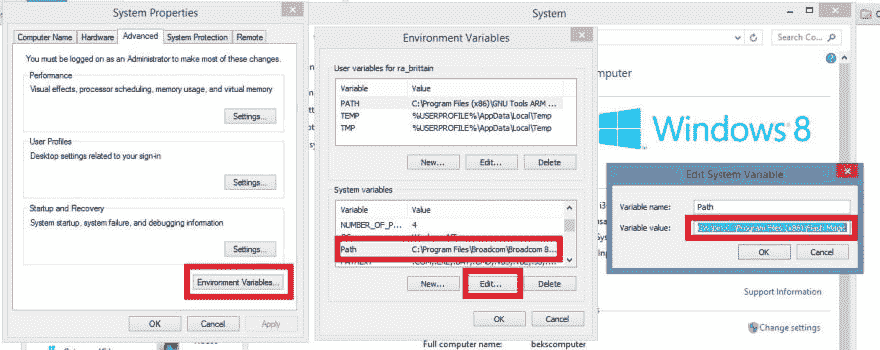 System Properties
Computer Name Hardware Advanced System Protection Remote
You must be logged on as an Administrator to make most of these changes.
Performance
Visual effects, processor scheduling, memory usage, and virtual memory
Settings...
User Profiles
Desktop settings related to your sign-in
Settings...
Startup and Recovery
System startup, system failure, and debugging information
Settings...
Environment Variables...
OK Cancel Apply
System
Environment Variables
User variables for ra_brittain
Variable Value
PATH C:\Program Files (x86)\GNU Tools ARM ...
TEMP %USERPROFILE%\AppData\Local\Temp
TMP %USERPROFILE%\AppData\Local\Temp
New... Edit... Delete
System variables
Variable Value
NUMBER_OF_P... 4
Path C:\Program Files\Broadcom\Broadcom 8...
New... Edit... Delete
OK Cancel
Search Co...
computer
Windows 8
Edit System Variable
Variable name: Path
Variable value: C:\Program Files (x86)\Flash Magic
OK Cancel
Support Information
Change settings
Full computer name: bekscomputer